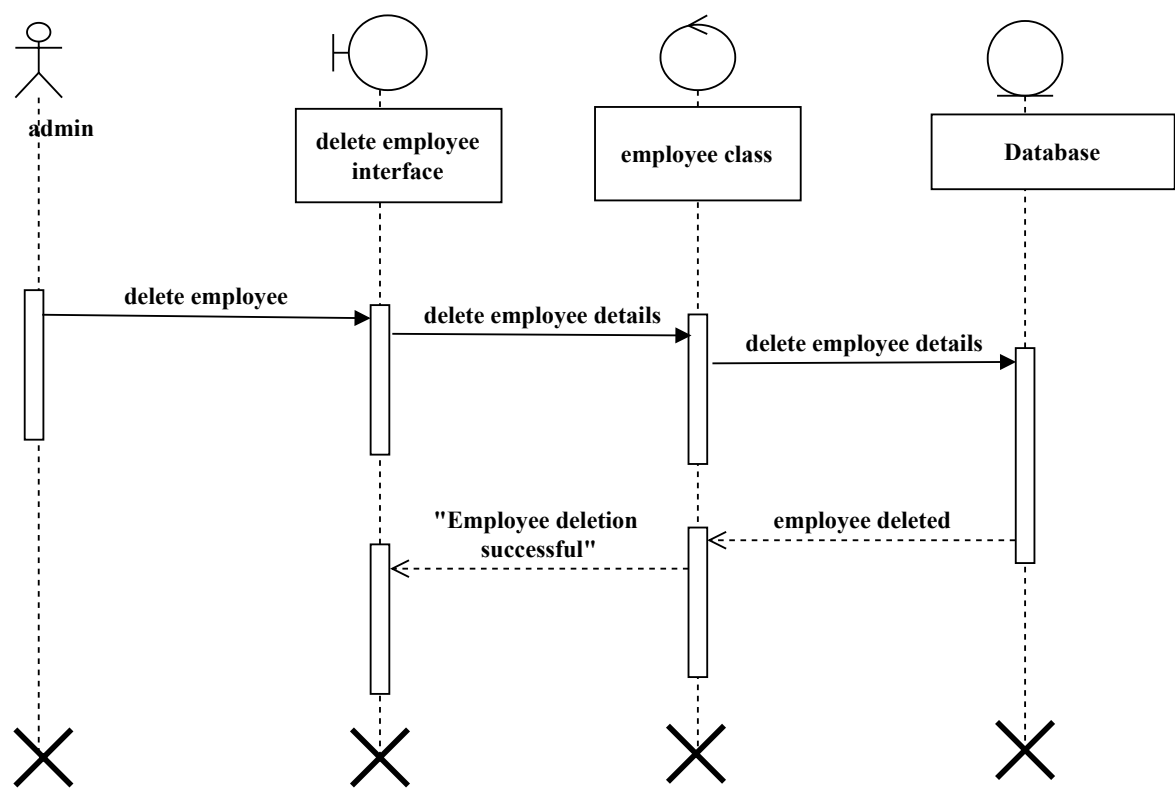 admin
delete employee
interface
employee class
Database
delete employee
delete employee details
delete employee details
"Employee deletion
successful"
employee deleted